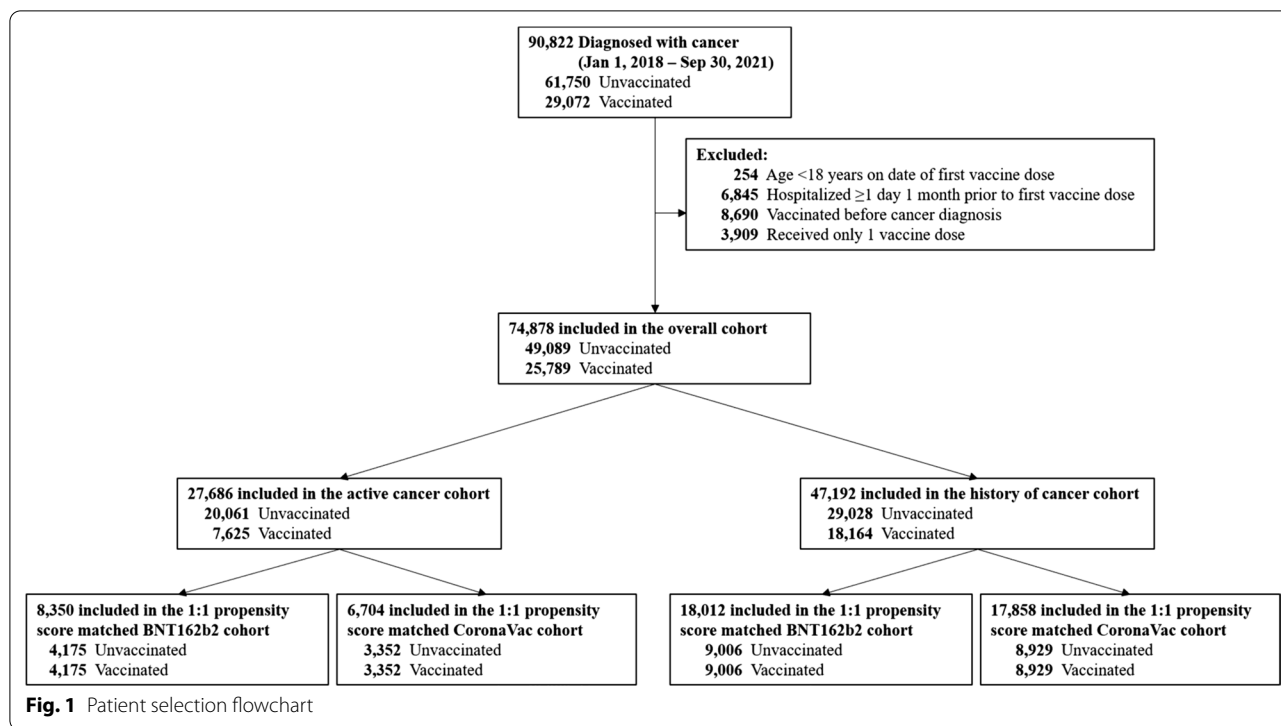 90,822 Diagnosed with cancer
(Jan 1, 2018 – Sep 30, 2021)
61,750 Unvaccinated
29,072 Vaccinated
Excluded:
254 Age <18 years on date of first vaccine dose
6,845 Hospitalized ≥1 day 1 month prior to first vaccine dose
8,690 Vaccinated before cancer diagnosis
3,909 Received only 1 vaccine dose
74,878 included in the overall cohort
49,089 Unvaccinated
25,789 Vaccinated
27,686 included in the active cancer cohort
20,061 Unvaccinated
7,625 Vaccinated
47,192 included in the history of cancer cohort
29,028 Unvaccinated
18,164 Vaccinated
8,350 included in the 1:1 propensity
score matched BNT162b2 cohort
4,175 Unvaccinated
4,175 Vaccinated
6,704 included in the 1:1 propensity
score matched CoronaVac cohort
3,352 Unvaccinated
3,352 Vaccinated
18,012 included in the 1:1 propensity
score matched BNT162b2 cohort
9,006 Unvaccinated
9,006 Vaccinated
17,858 included in the 1:1 propensity
score matched CoronaVac cohort
8,929 Unvaccinated
8,929 Vaccinated
Fig. 1 Patient selection flowchart